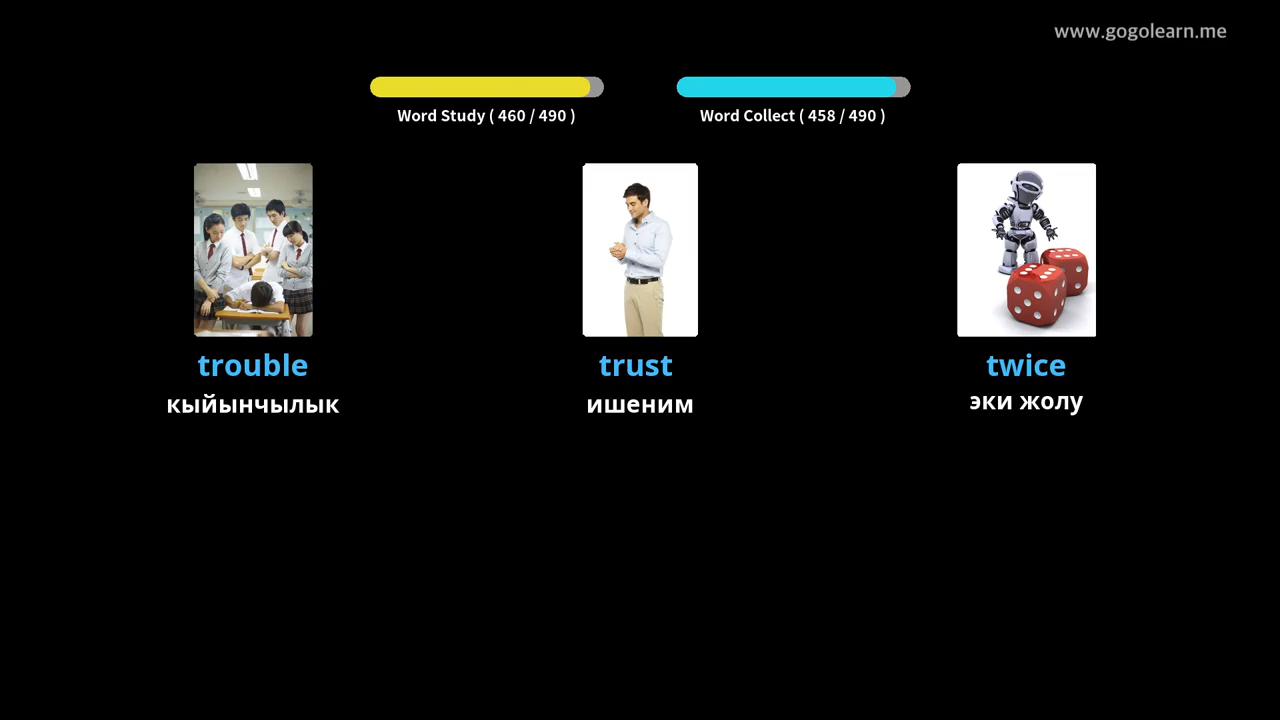 www.gogolearn.me
Word Study ( 460 / 490 )
Word Collect ( 458 / 490 )
trouble
кыйынчылык
trust
ишеним
twice
эки жолу